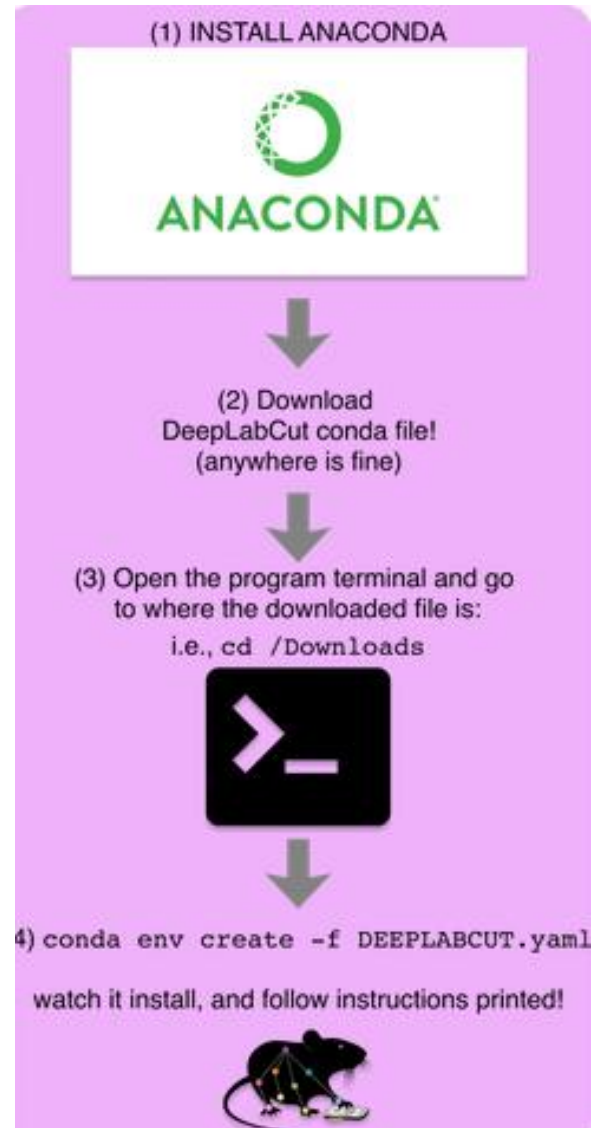 (1) INSTALL ANACONDA
ANACONDA
(2) Download
DeepLabCut conda file!
(anywhere is fine)
(3) Open the program terminal and go
to where the downloaded file is:
i.e., cd /Downloads
>_
4) conda env create -f DEEPLABCUT.yaml
watch it install, and follow instructions printed!